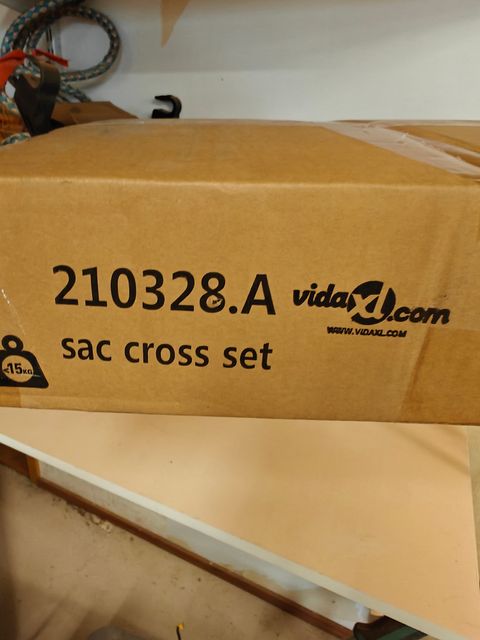 210328.A
vidaXL.com
WWW.VIDAXL.COM
sac cross set
<15KG